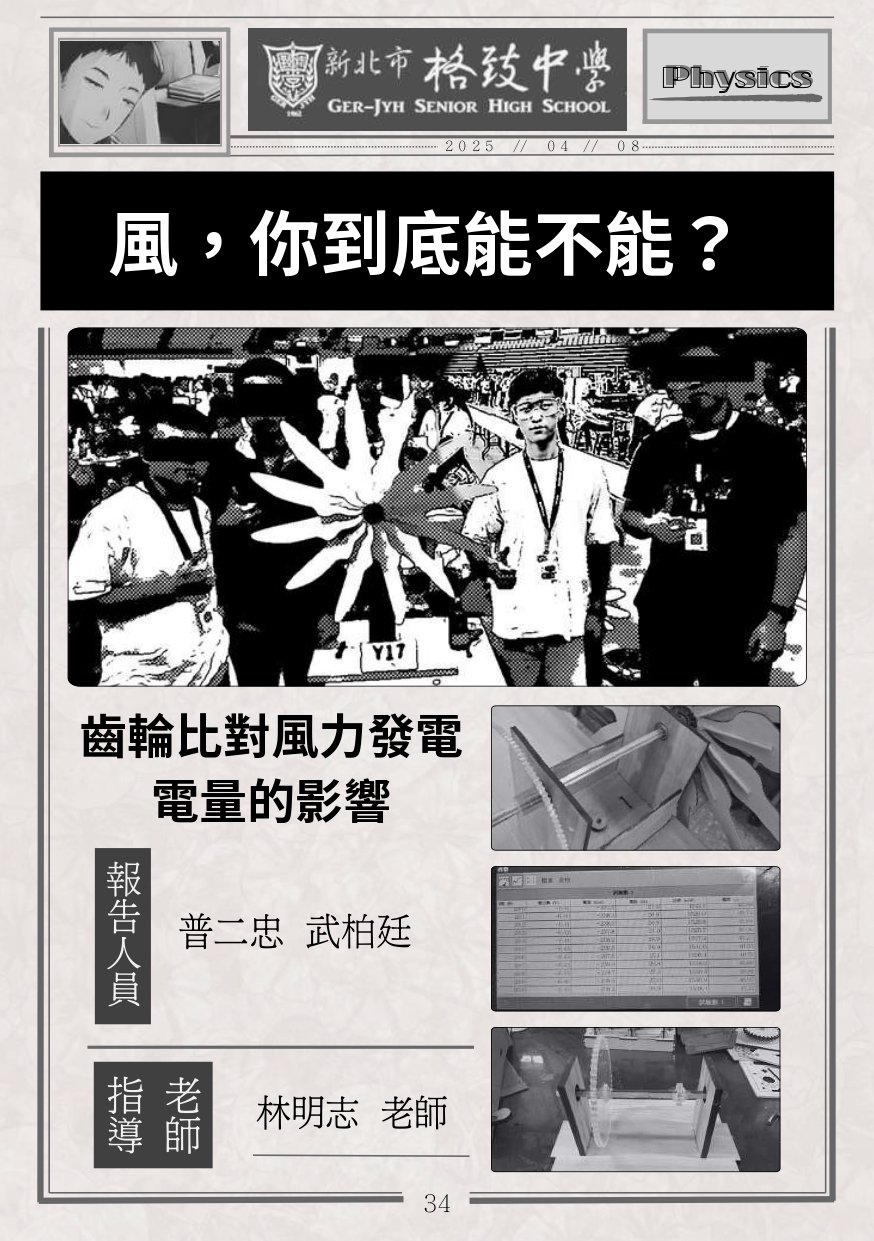 新北市 格致中學
GER-JYH SENIOR HIGH SCHOOL
1962
Physics
2025 // 04 // 08
風，你到底能不能？
Y17
齒輪比對風力發電
電量的影響
報告人員
普二忠 武柏廷
指導老師
林明志 老師
34